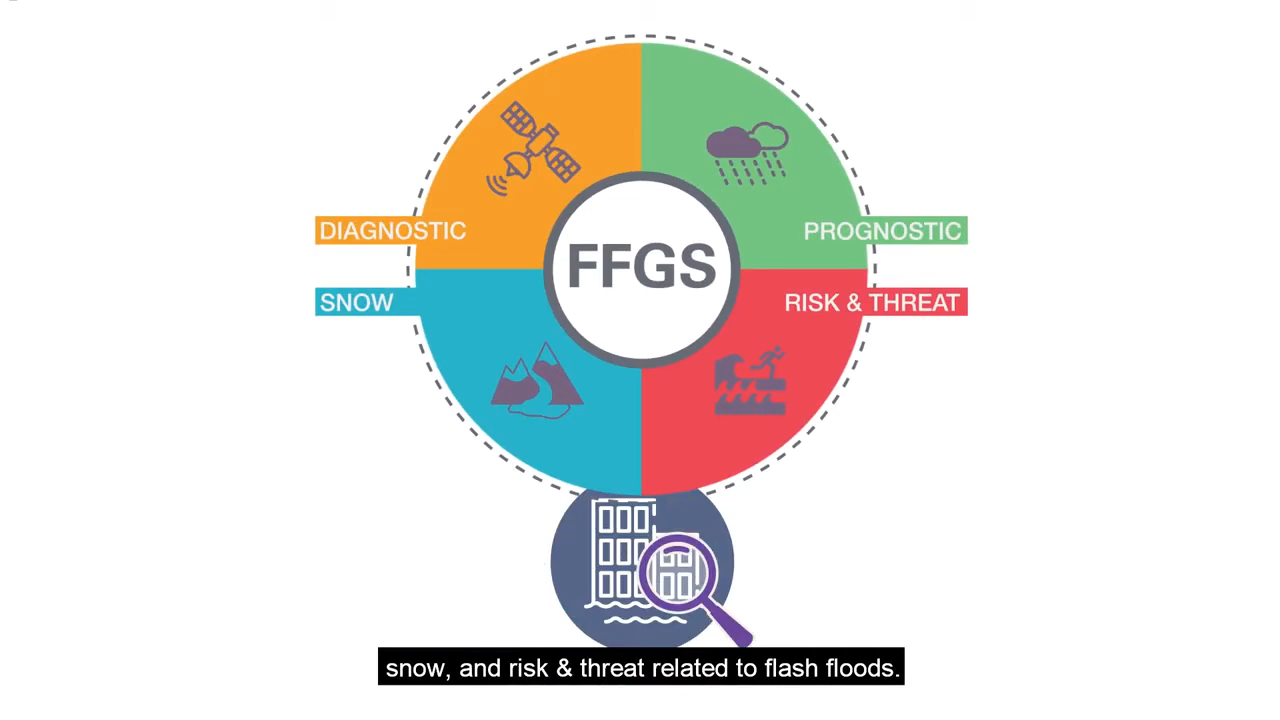 DIAGNOSTIC
PROGNOSTIC
FFGS
SNOW
RISK & THREAT
snow, and risk & threat related to flash floods.